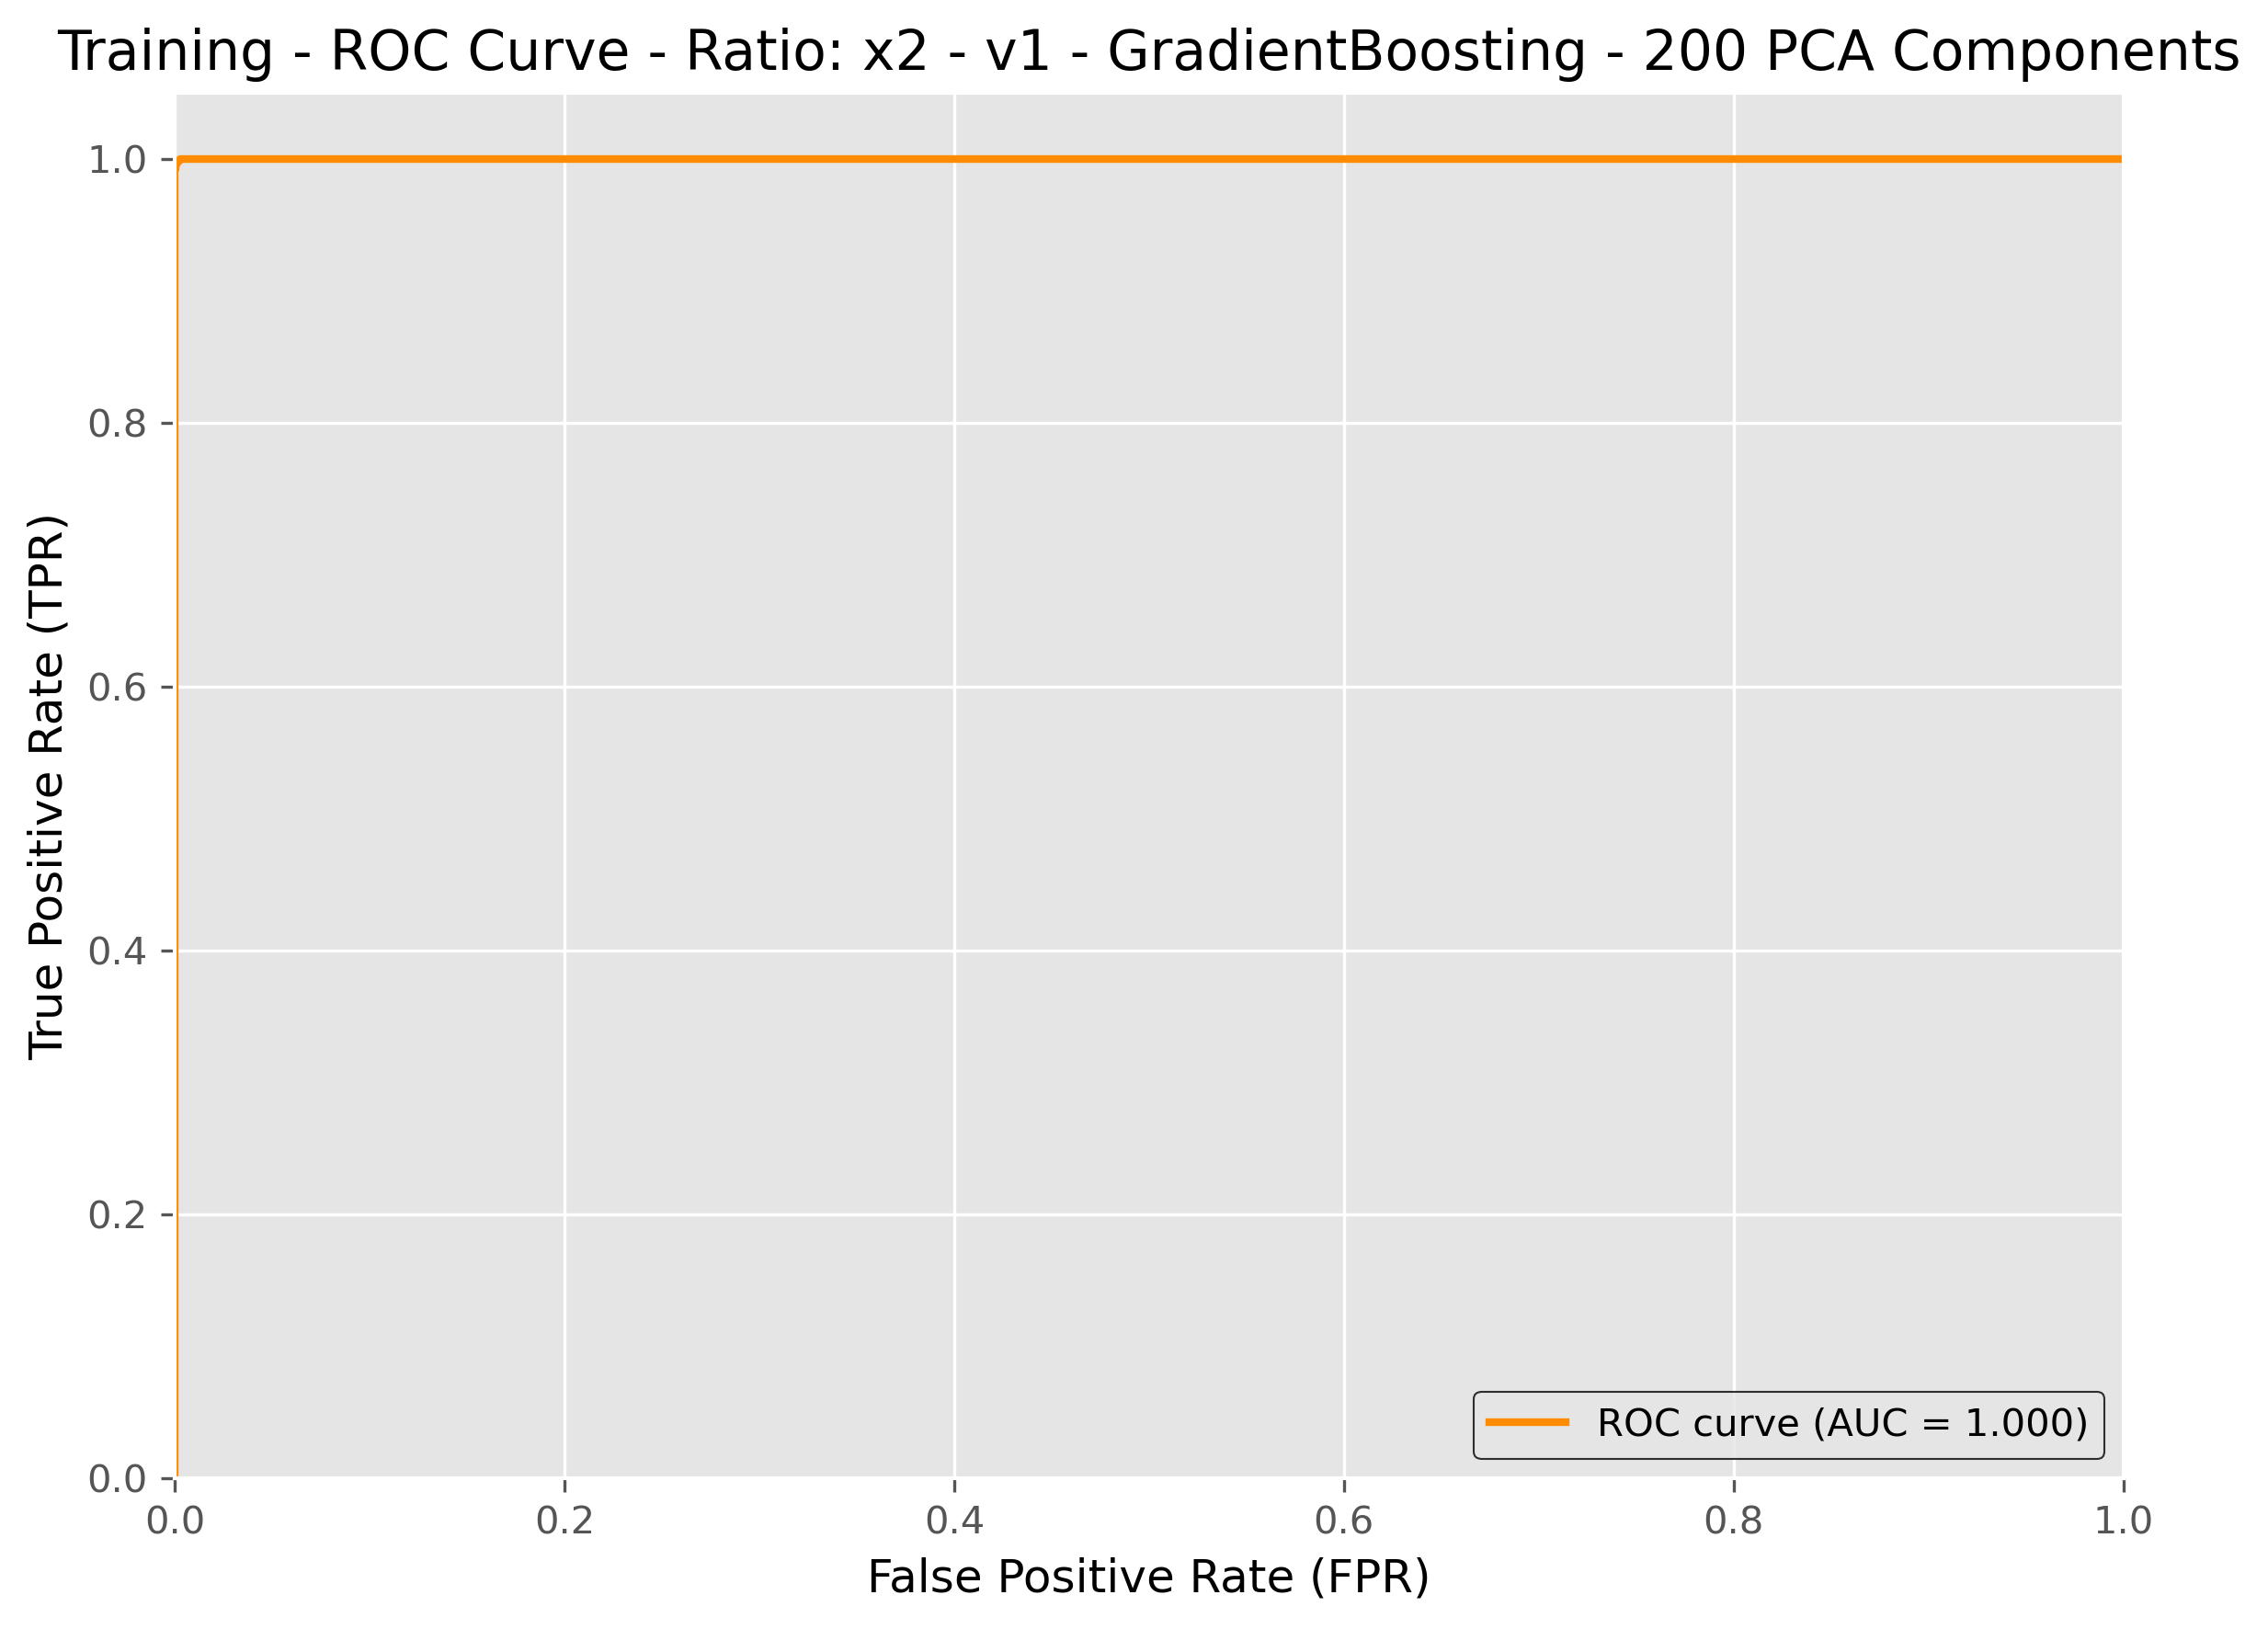 Training - ROC Curve - Ratio: x2 - v1 - GradientBoosting - 200 PCA Components
True Positive Rate (TPR)
1.0
0.8
0.6
0.4
0.2
0.0
0.0 0.2 0.4 0.6 0.8 1.0
False Positive Rate (FPR)
ROC curve (AUC = 1.000)